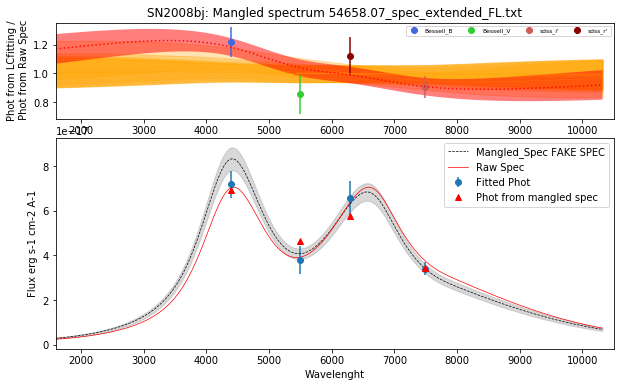 SN2008bj: Mangled spectrum 54658.07_spec_extended_FL.txt
Phot from LCfitting /
Phot from Raw Spec
1.2
1.0
0.8
Bessell_B
Bessell_V
sdss_i'
sdss_r'
2000 3000 4000 5000 6000 7000 8000 9000 10000
1e-17
Flux erg s-1 cm-2 A-1
8
6
4
2
0
Mangled_Spec FAKE SPEC
Raw Spec
Fitted Phot
Phot from mangled spec
2000 3000 4000 5000 6000 7000 8000 9000 10000
Wavelenght